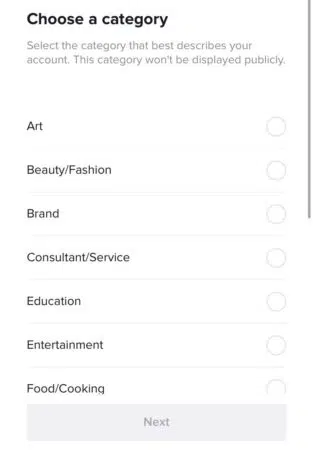 Choose a category
Select the category that best describes your
account. This category won't be displayed publicly.
Art
Beauty/Fashion
Brand
Consultant/Service
Education
Entertainment
Food/Cooking
Next